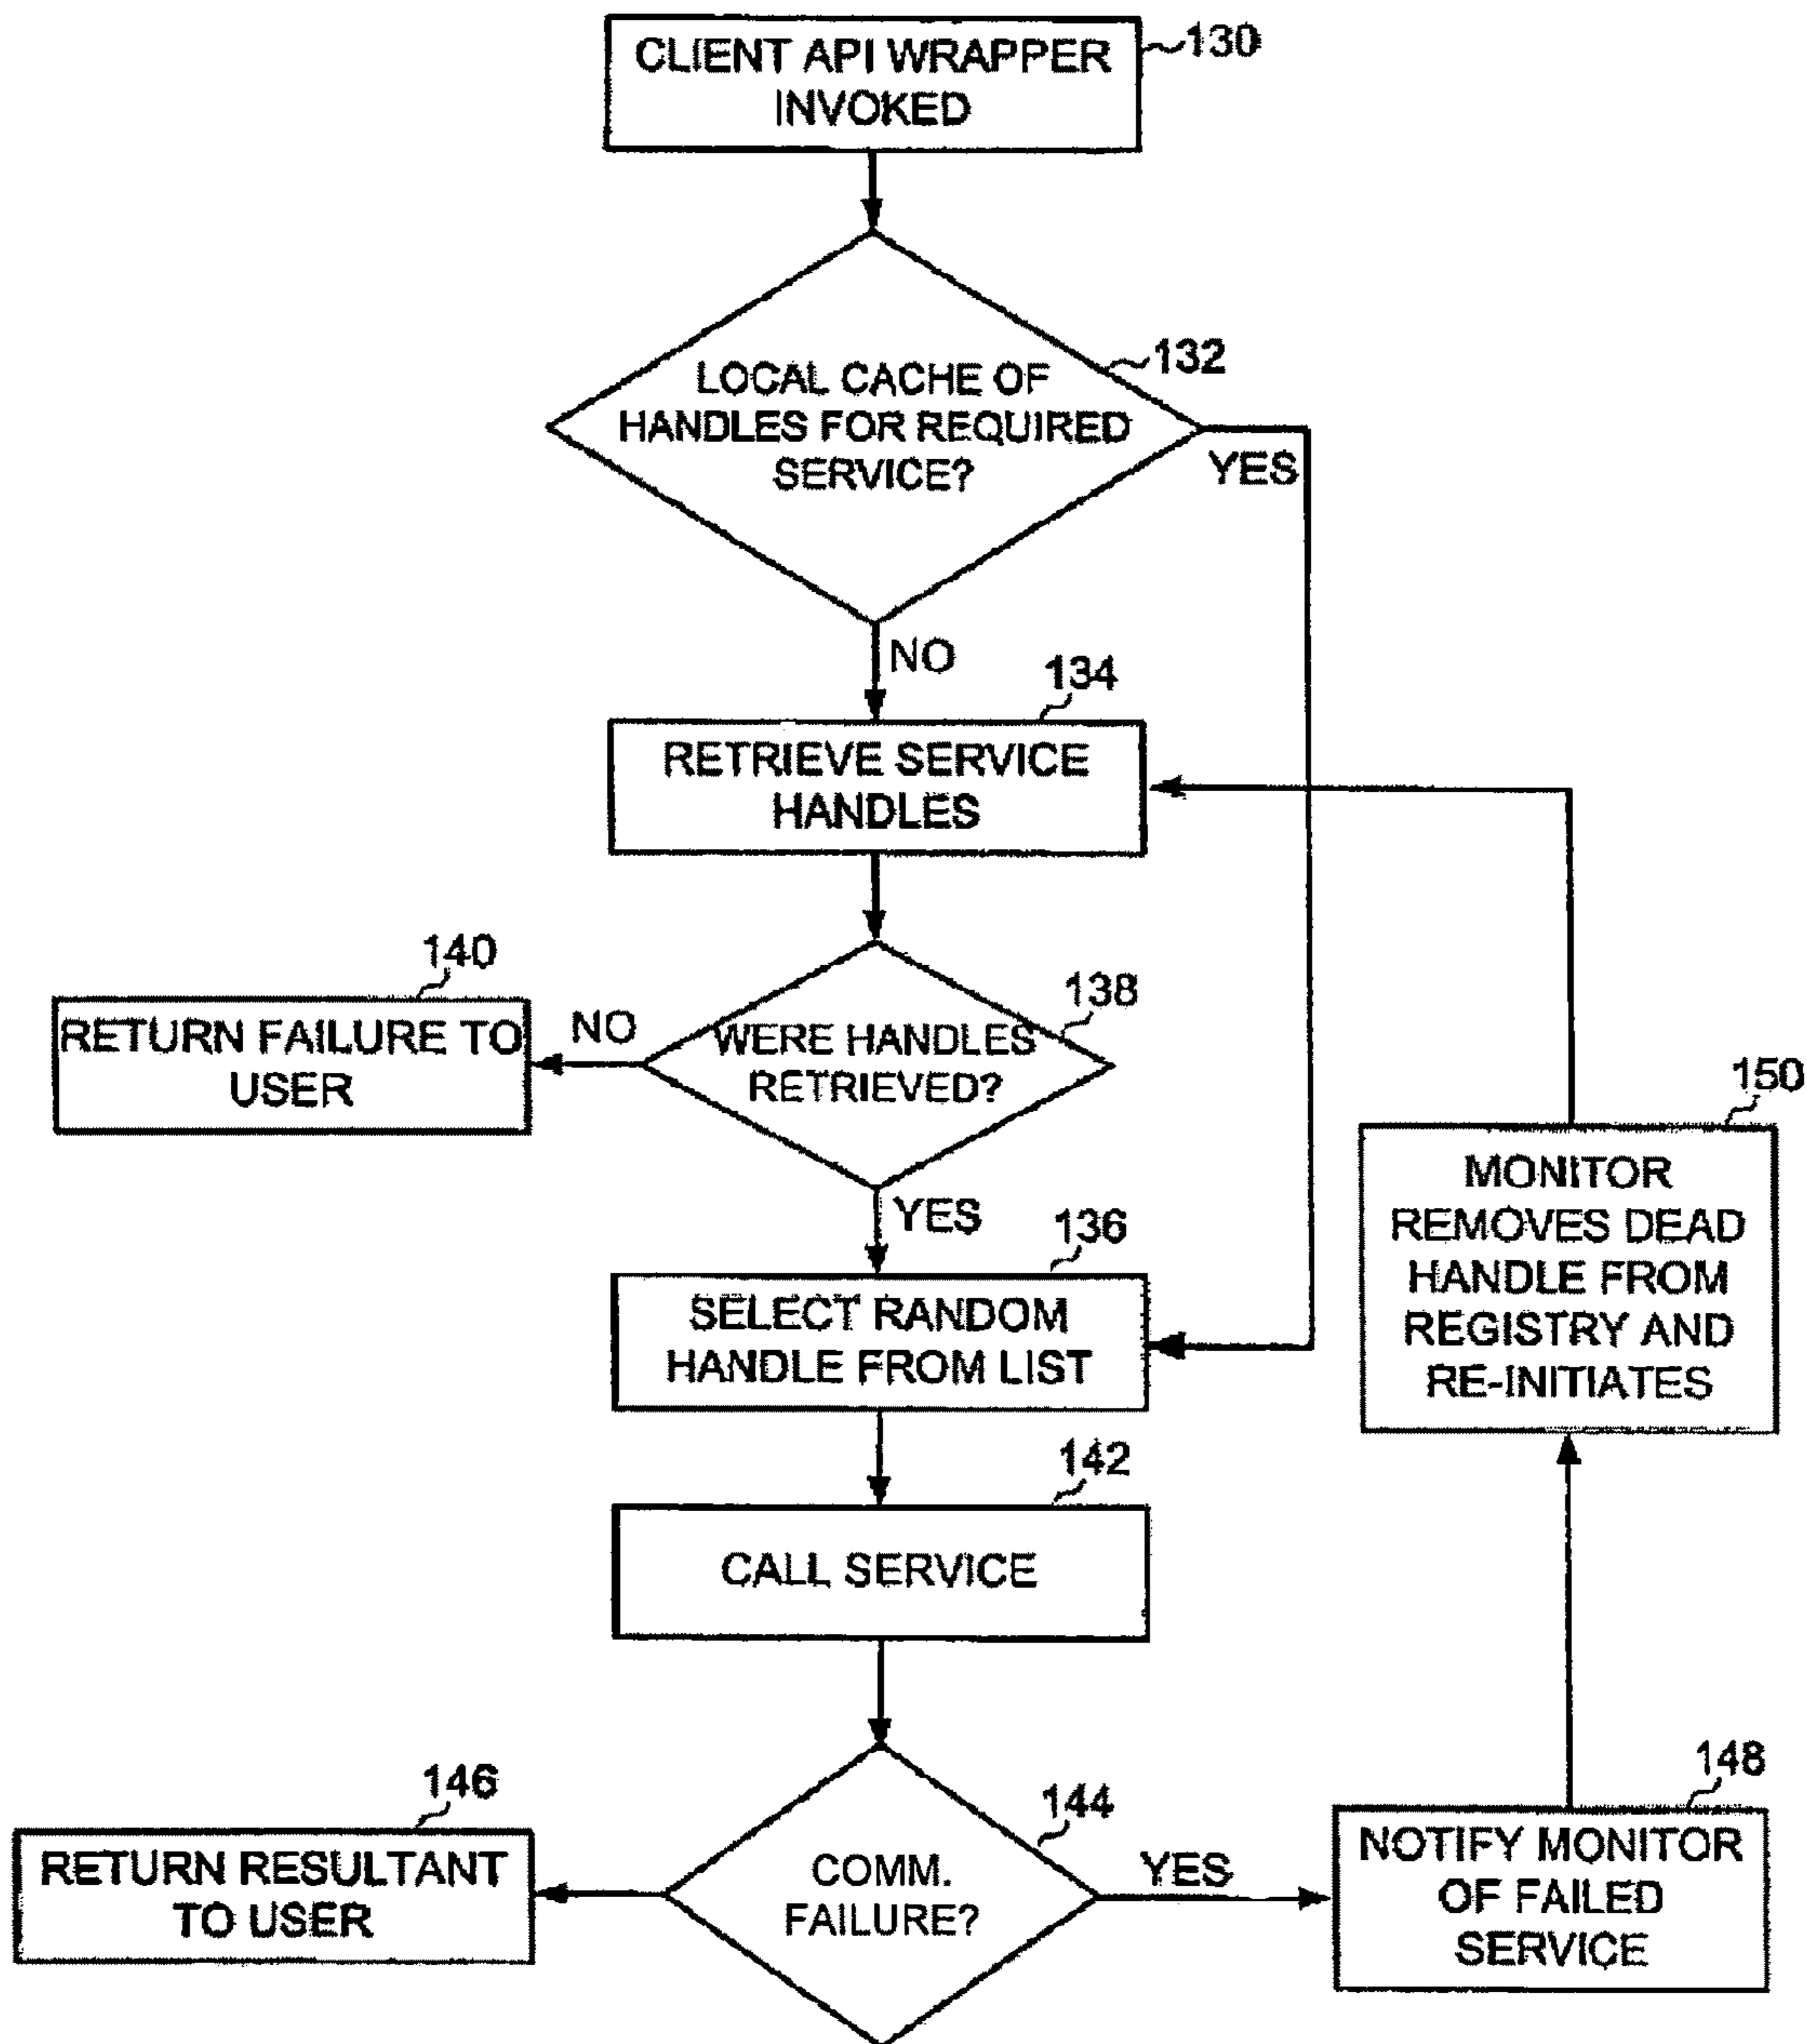 CLIENT API WRAPPER
INVOKED
130
LOCAL CACHE OF
HANDLES FOR REQUIRED
SERVICE?
132
YES
NO
134
RETRIEVE SERVICE
HANDLES
140
RETURN FAILURE TO
USER
NO
138
WERE HANDLES
RETRIEVED?
YES
136
SELECT RANDOM
HANDLE FROM LIST
150
MONITOR
REMOVES DEAD
HANDLE FROM
REGISTRY AND
RE-INITIATES
142
CALL SERVICE
146
RETURN RESULTANT
TO USER
144
COMM.
FAILURE?
YES
148
NOTIFY MONITOR
OF FAILED
SERVICE